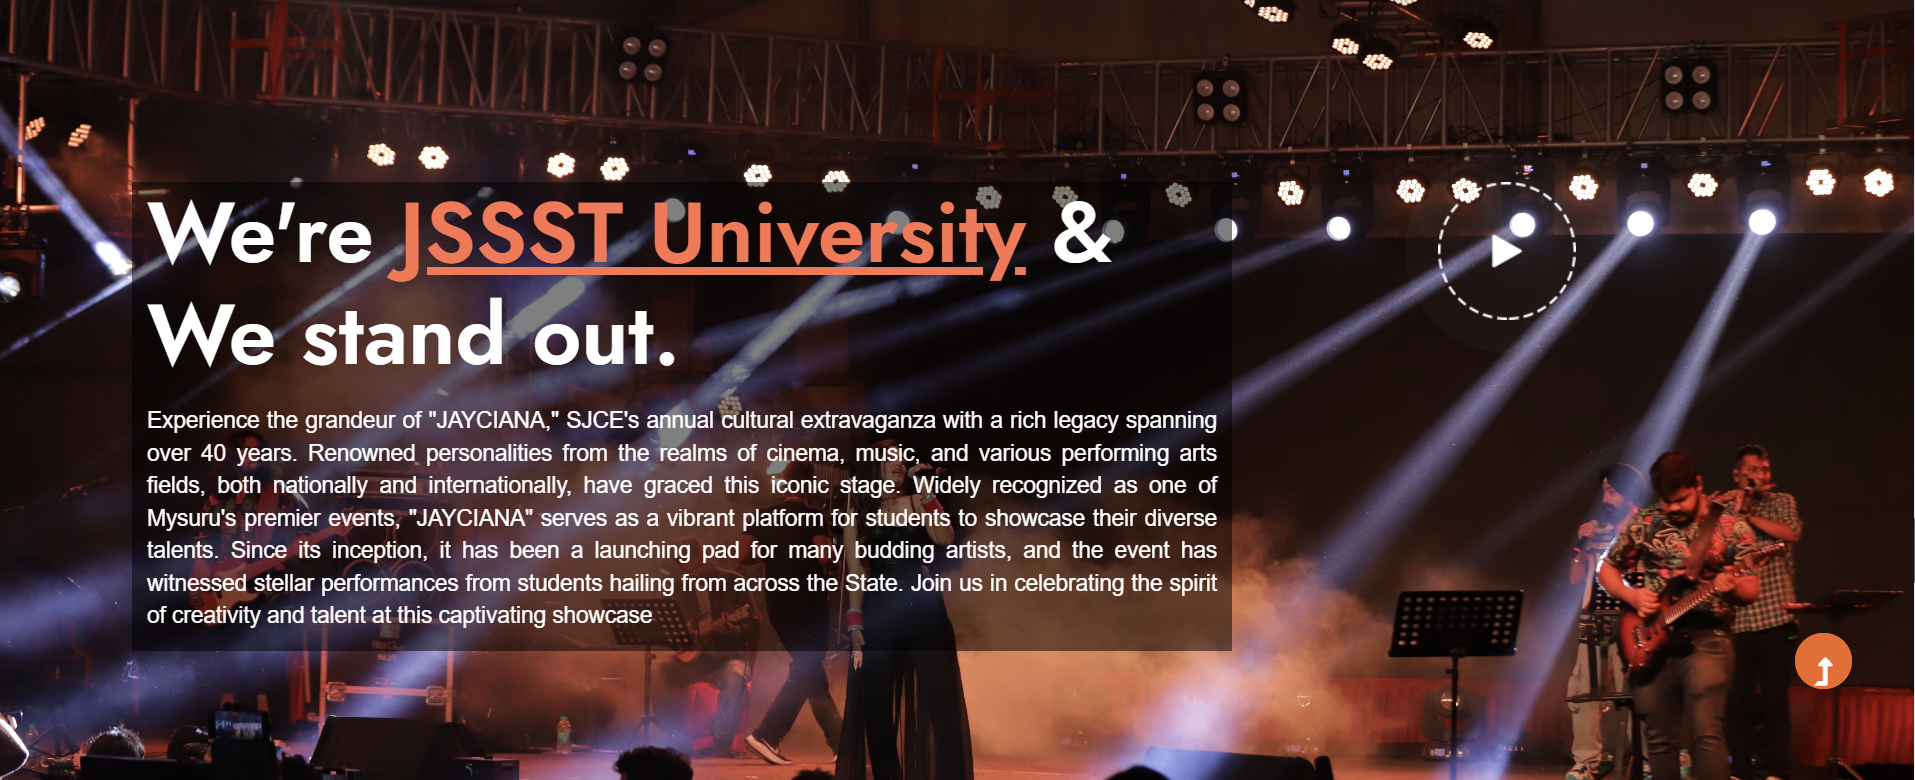 We're JSSST University &
We stand out.
Experience the grandeur of "JAYCIANA," SJCE's annual cultural extravaganza with a rich legacy spanning
over 40 years. Renowned personalities from the realms of cinema, music, and various performing arts
fields, both nationally and internationally, have graced this iconic stage. Widely recognized as one of
Mysuru's premier events, "JAYCIANA" serves as a vibrant platform for students to showcase their diverse
talents. Since its inception, it has been a launching pad for many budding artists, and the event has
witnessed stellar performances from students hailing from across the State. Join us in celebrating the spirit
of creativity and talent at this captivating showcase